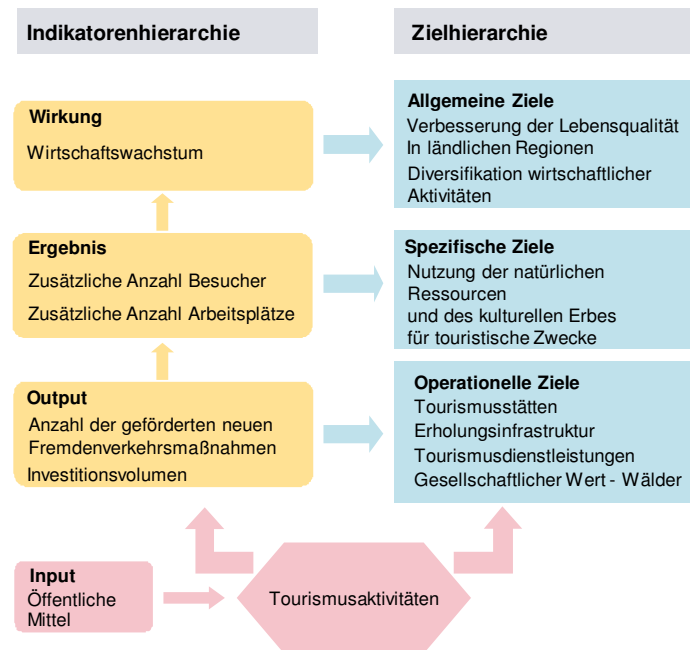 Indikatorenhierarchie
Zielhierarchie
Wirkung
Wirtschaftswachstum
Allgemeine Ziele
Verbesserung der Lebensqualität
In ländlichen Regionen
Diversifikation wirtschaftlicher
Aktivitäten
Ergebnis
Zusätzliche Anzahl Besucher
Zusätzliche Anzahl Arbeitsplätze
Spezifische Ziele
Nutzung der natürlichen
Ressourcen
und des kulturellen Erbes
für touristische Zwecke
Output
Anzahl der geförderten neuen
Fremdenverkehrsmaßnahmen
Investitionsvolumen
Operationelle Ziele
Tourismusstätten
Erholungsinfrastruktur
Tourismusdienstleistungen
Gesellschaftlicher Wert - Wälder
Input
Öffentliche
Mittel
Tourismusaktivitäten